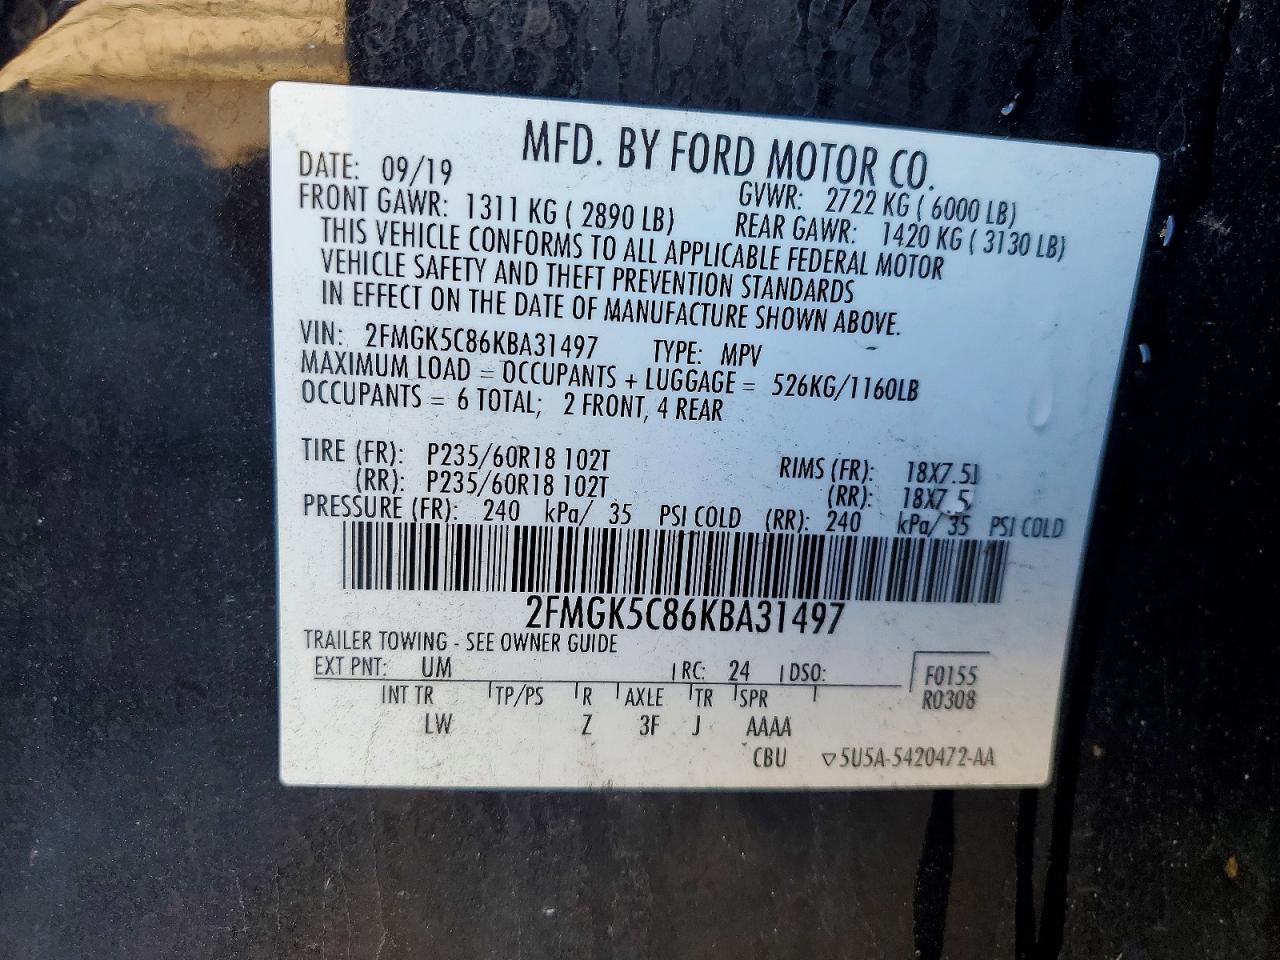 MFD. BY FORD MOTOR CO.
DATE: 09/19 GVWR: 2722 KG ( 6000 LB)
FRONT GAWR: 1311 KG ( 2890 LB) REAR GAWR: 1420 KG ( 3130 LB)
THIS VEHICLE CONFORMS TO ALL APPLICABLE FEDERAL MOTOR
VEHICLE SAFETY AND THEFT PREVENTION STANDARDS
IN EFFECT ON THE DATE OF MANUFACTURE SHOWN ABOVE.
VIN: 2FMGK5C86KBA31497 TYPE: MPV
MAXIMUM LOAD = OCCUPANTS + LUGGAGE = 526KG/1160LB
OCCUPANTS = 6 TOTAL; 2 FRONT, 4 REAR
TIRE (FR): P235/60R18 102T RIMS (FR): 18X7.5J
(RR): P235/60R18 102T (RR): 18X7.5
PRESSURE (FR): 240 kPa/ 35 PSI COLD (RR): 240 kPa/ 35 PSI COLD
2FMGK5C86KBA31497
TRAILER TOWING - SEE OWNER GUIDE
EXT PNT: UM RC: 24 DSO: F0155
INT TR TP/PS R AXLE TR SPR R0308
LW Z 3F J AAAA
CBU ▽5U5A-5420472-AA